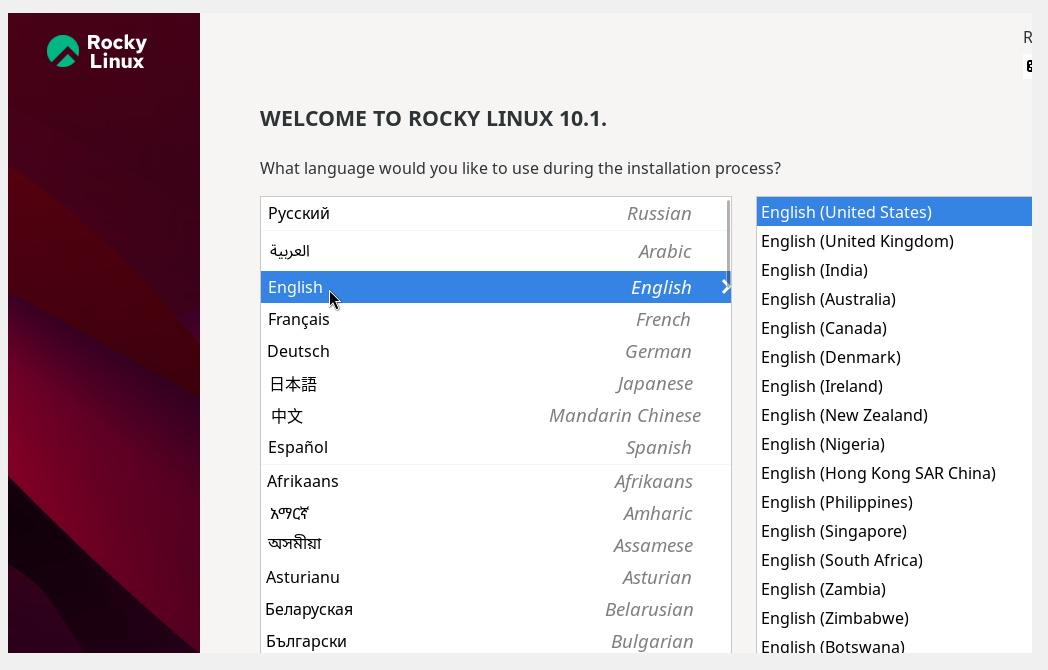 Rocky
Linux
R
WELCOME TO ROCKY LINUX 10.1.
What language would you like to use during the installation process?
Русский Russian
العربية Arabic
English English
Français French
Deutsch German
日本語 Japanese
中文 Mandarin Chinese
Español Spanish
Afrikaans Afrikaans
አማርኛ Amharic
অসমীয়া Assamese
Asturianu Asturian
Беларуская Belarusian
Български Bulgarian
English (United States)
English (United Kingdom)
English (India)
English (Australia)
English (Canada)
English (Denmark)
English (Ireland)
English (New Zealand)
English (Nigeria)
English (Hong Kong SAR China)
English (Philippines)
English (Singapore)
English (South Africa)
English (Zambia)
English (Zimbabwe)
English (Botswana)